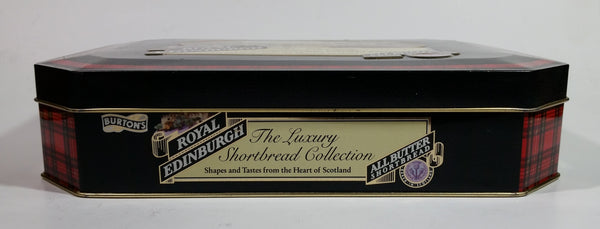 BURTON'S
ROYAL
EDINBURGH
The Luxury
Shortbread Collection
Shapes and Tastes from the Heart of Scotland
ALL BUTTER
SHORTBREAD